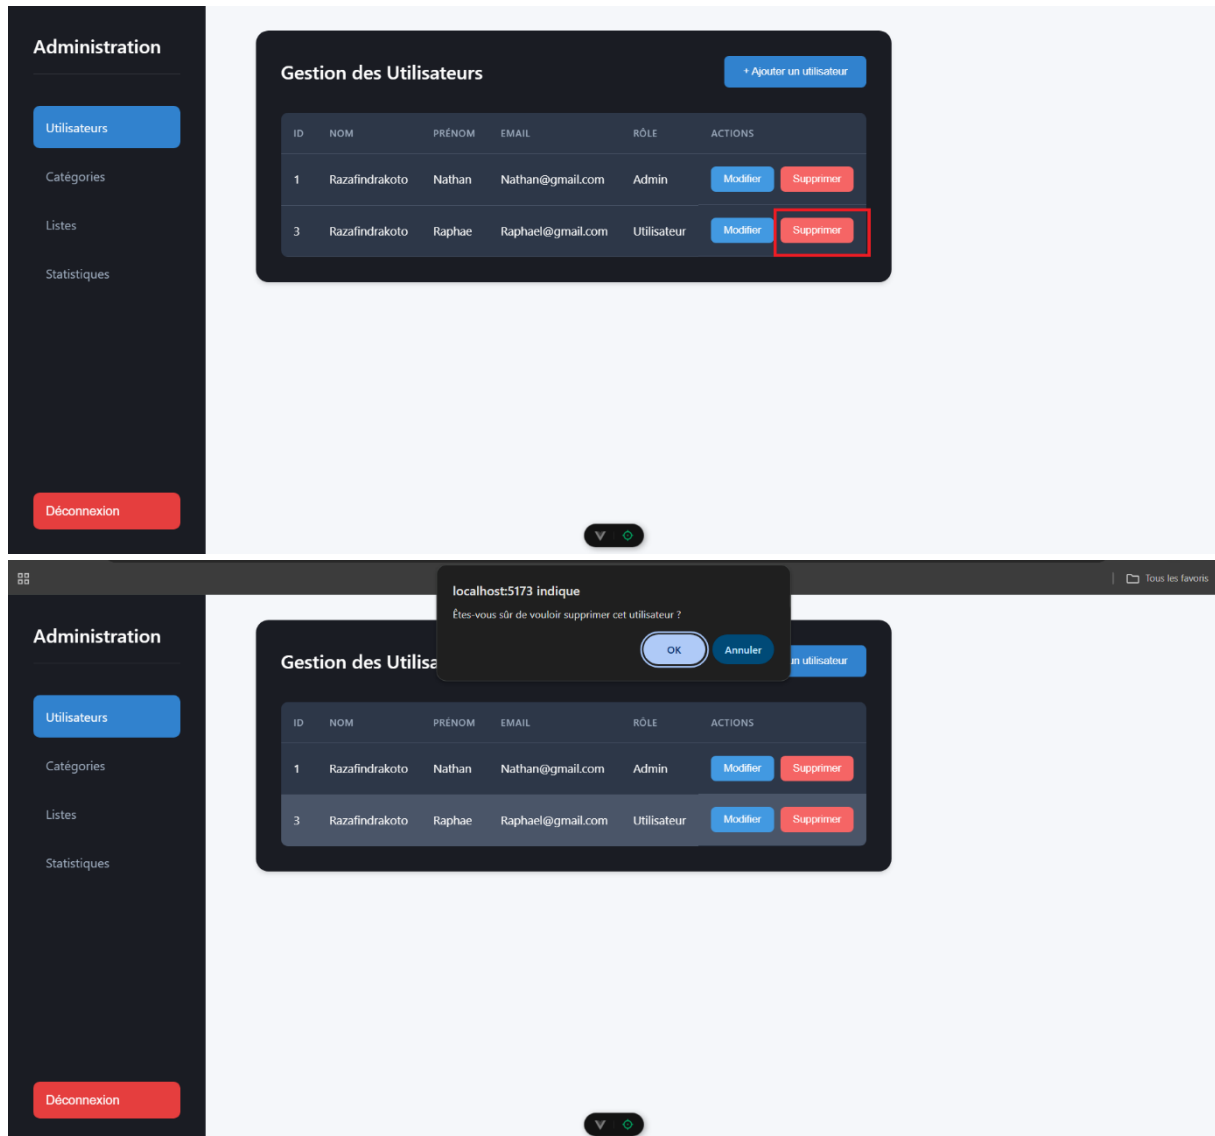 Administration
Gestion des Utilisateurs
+ Ajouter un utilisateur
Utilisateurs
Catégories
Listes
Statistiques
Déconnexion
ID NOM PRÉNOM EMAIL RÔLE ACTIONS
1 Razafindrakoto Nathan Nathan@gmail.com Admin Modifier Supprimer
3 Razafindrakoto Raphae Raphael@gmail.com Utilisateur Modifier Supprimer
Tous les favoris
localhost:5173 indique
Êtes-vous sûr de vouloir supprimer cet utilisateur ?
OK Annuler
Administration
Gestion des Utilisa
un utilisateur
Utilisateurs
Catégories
Listes
Statistiques
Déconnexion
ID NOM PRÉNOM EMAIL RÔLE ACTIONS
1 Razafindrakoto Nathan Nathan@gmail.com Admin Modifier Supprimer
3 Razafindrakoto Raphae Raphael@gmail.com Utilisateur Modifier Supprimer